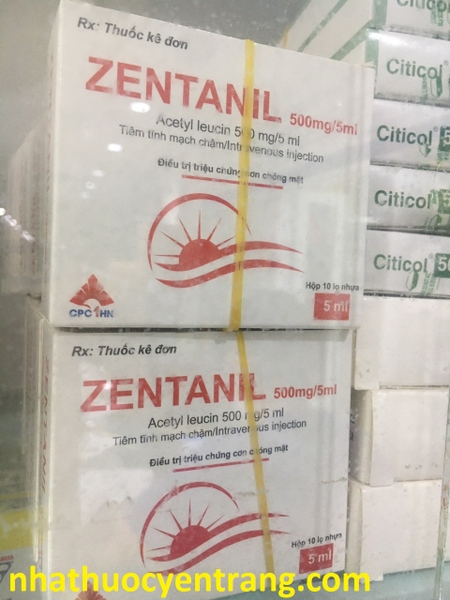 Rx: Thuốc kê đơn
ZENTANIL 500mg/5ml
Acetyl leucin 500 mg/5 ml
Tiêm tĩnh mạch chậm/Intravenous injection
Điều trị triệu chứng cơn chóng mặt
Hộp 10 lọ nhựa
5 ml
CPC1HN
Rx: Thuốc kê đơn
ZENTANIL 500mg/5ml
Acetyl leucin 500 mg/5 ml
Tiêm tĩnh mạch chậm/Intravenous injection
Điều trị triệu chứng cơn chóng mặt
Hộp 10 lọ nhựa
5 ml
Citicol
Citicol
Citicol
Citicol
nhathuocyentrang.com